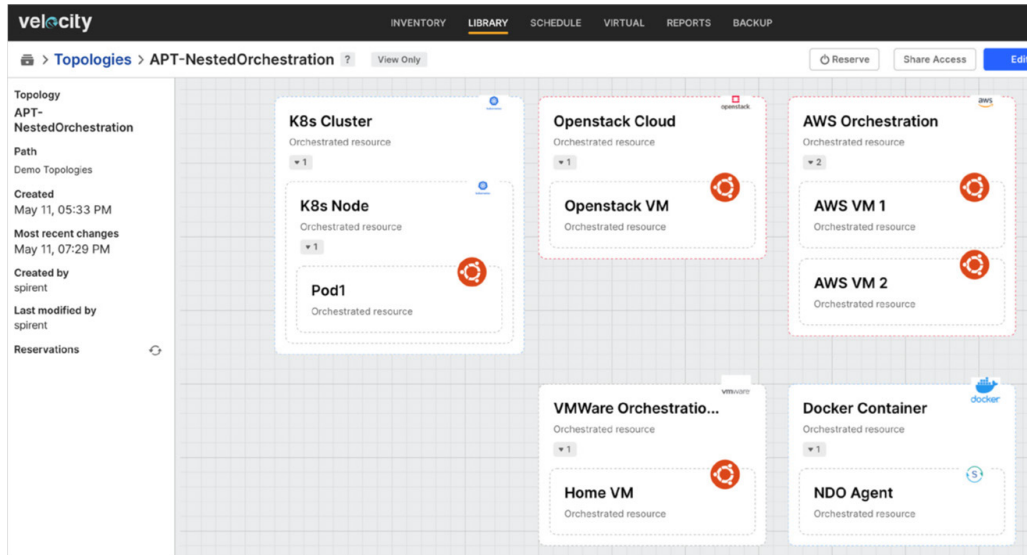 velocity
INVENTORY LIBRARY SCHEDULE VIRTUAL REPORTS BACKUP
> Topologies > APT-NestedOrchestration ? View Only
Reserve Share Access Edi
Topology
APT-
NestedOrchestration
Path
Demo Topologies
Created
May 11, 05:33 PM
Most recent changes
May 11, 07:29 PM
Created by
spirent
Last modified by
spirent
Reservations
K8s Cluster
Orchestrated resource
1
K8s Node
Orchestrated resource
1
Pod1
Orchestrated resource
openstack
Openstack Cloud
Orchestrated resource
1
Openstack VM
Orchestrated resource
aws
AWS Orchestration
Orchestrated resource
2
AWS VM 1
Orchestrated resource
AWS VM 2
Orchestrated resource
vmware
VMWare Orchestratio...
Orchestrated resource
1
Home VM
Orchestrated resource
docker
Docker Container
Orchestrated resource
1
S
NDO Agent
Orchestrated resource